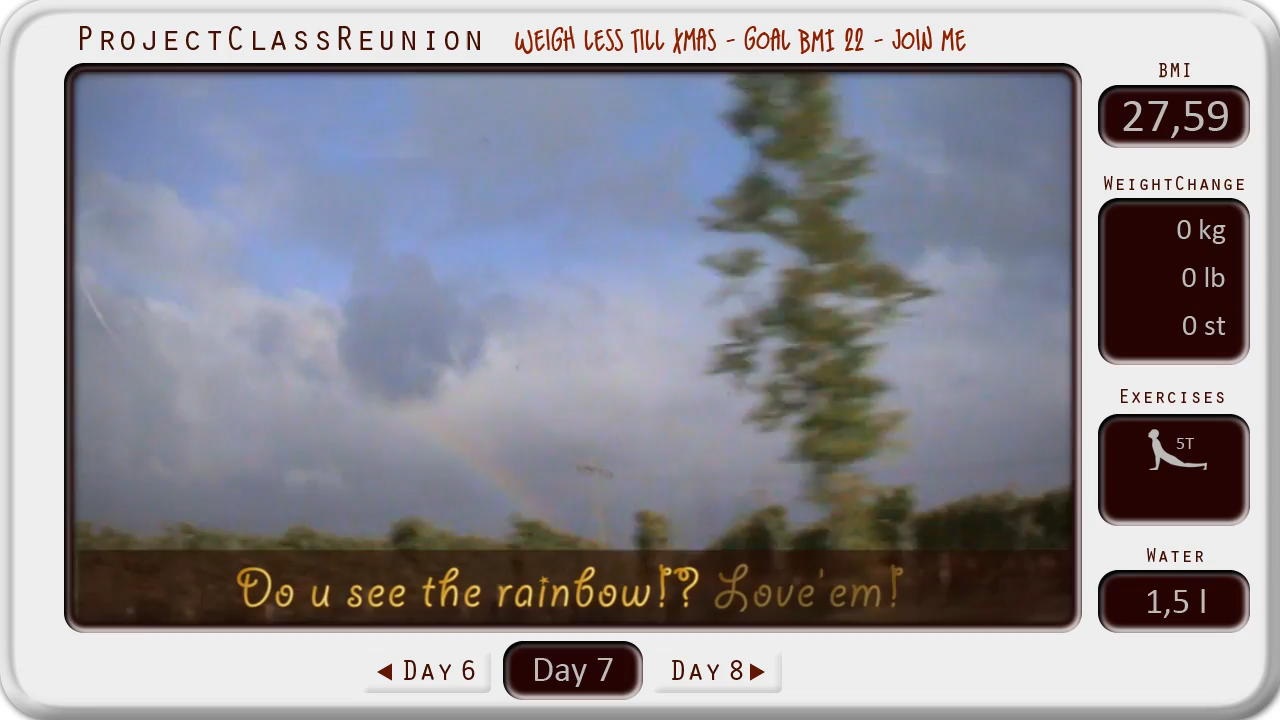 ProjectClassReunion WEIGH LESS TILL XMAS - GOAL BMI 22 - JOIN ME
BMI
27,59
WeightChange
0 kg
0 lb
0 st
Exercises
5T
Water
1,5 l
Do u see the rainbow!? Love'em!
Day 6
Day 7
Day 8